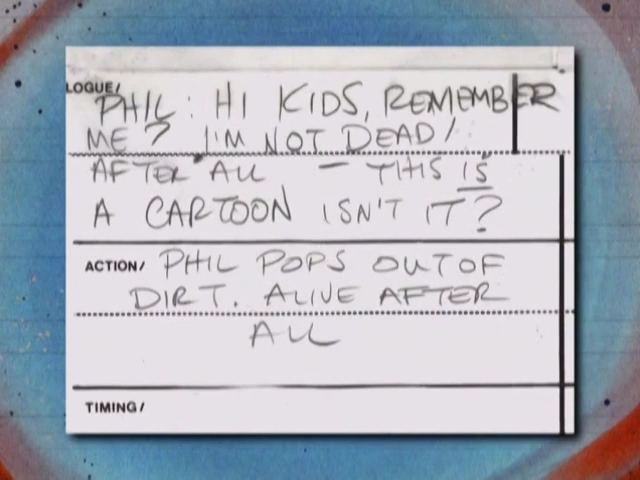 LOGUE/
PHIL: HI KIDS, REMEMBER
ME? I'M NOT DEAD/
AFTER ALL — THIS IS
A CARTOON ISN'T IT?
ACTION/ PHIL POPS OUT OF
DIRT. ALIVE AFTER
ALL
TIMING/